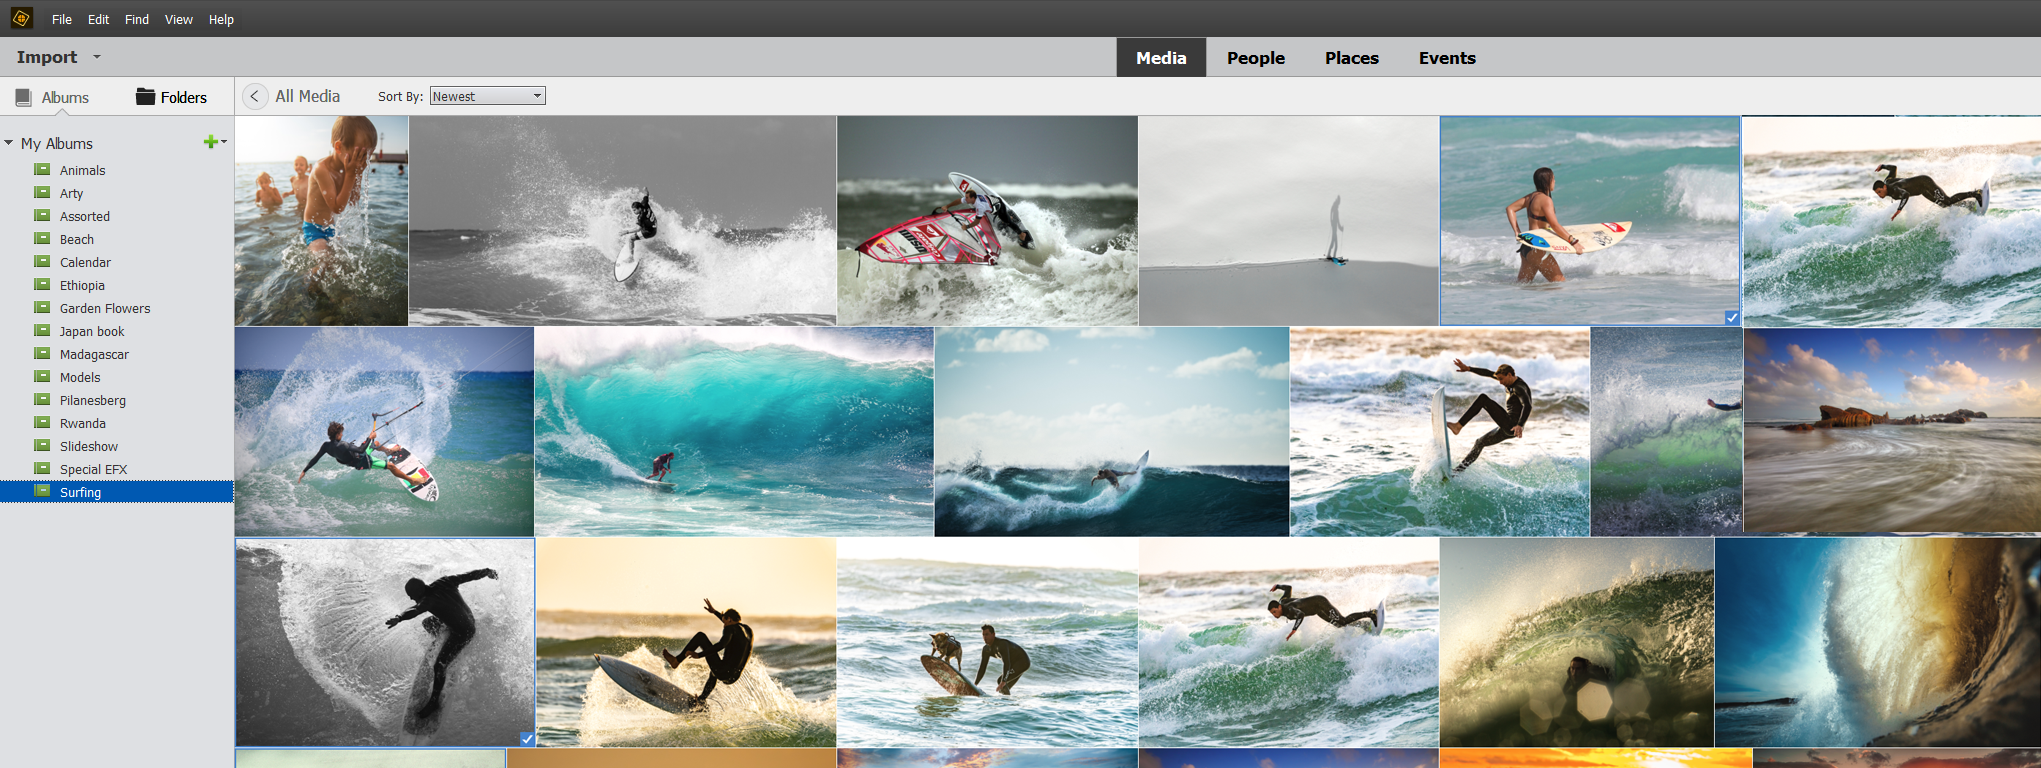 File Edit Find View Help
Import
Media People Places Events
Albums Folders
All Media Sort By: Newest
My Albums
Animals
Arty
Assorted
Beach
Calendar
Ethiopia
Garden Flowers
Japan book
Madagascar
Models
Pilanesberg
Rwanda
Slideshow
Special EFX
Surfing